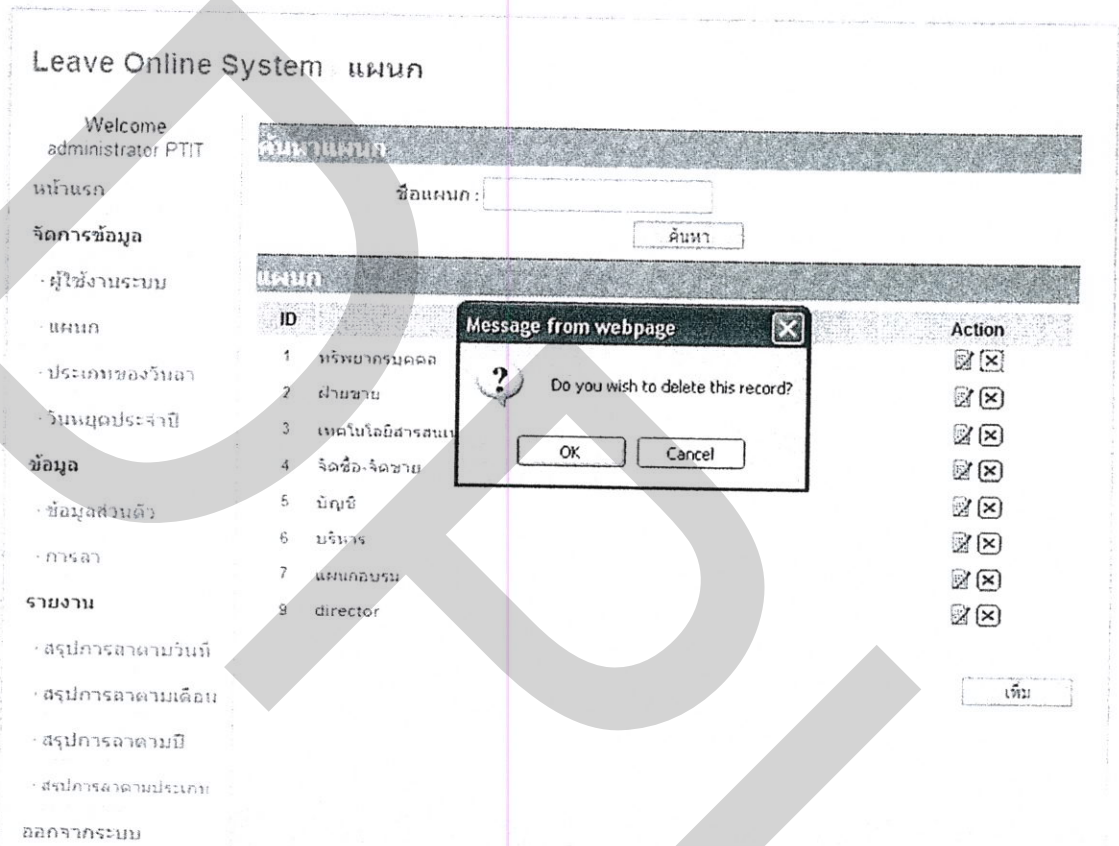 Leave Online System แผนก
Welcome
administrator PTIT
หน้าแรก
จัดการข้อมูล
· ผู้ใช้งานระบบ
· แผนก
· ประเภทของวันลา
· วันหยุดประจำปี
ข้อมูล
· ข้อมูลส่วนตัว
· การลา
รายงาน
· สรุปการลาตามวันที่
· สรุปการลาตามเดือน
· สรุปการลาตามปี
· สรุปการลาตามประเภท
ออกจากระบบ
ค้นหาแผนก
ชื่อแผนก :
ค้นหา
แผนก
ID Action
1 ทรัพยากรบุคคล
2 ฝ่ายขาย
3 เทคโนโลยีสารสนเท
4 จัดซื้อ-จัดขาย
5 บัญชี
6 บริหาร
7 แผนกอบรม
9 director
เพิ่ม
Message from webpage
Do you wish to delete this record?
OK Cancel